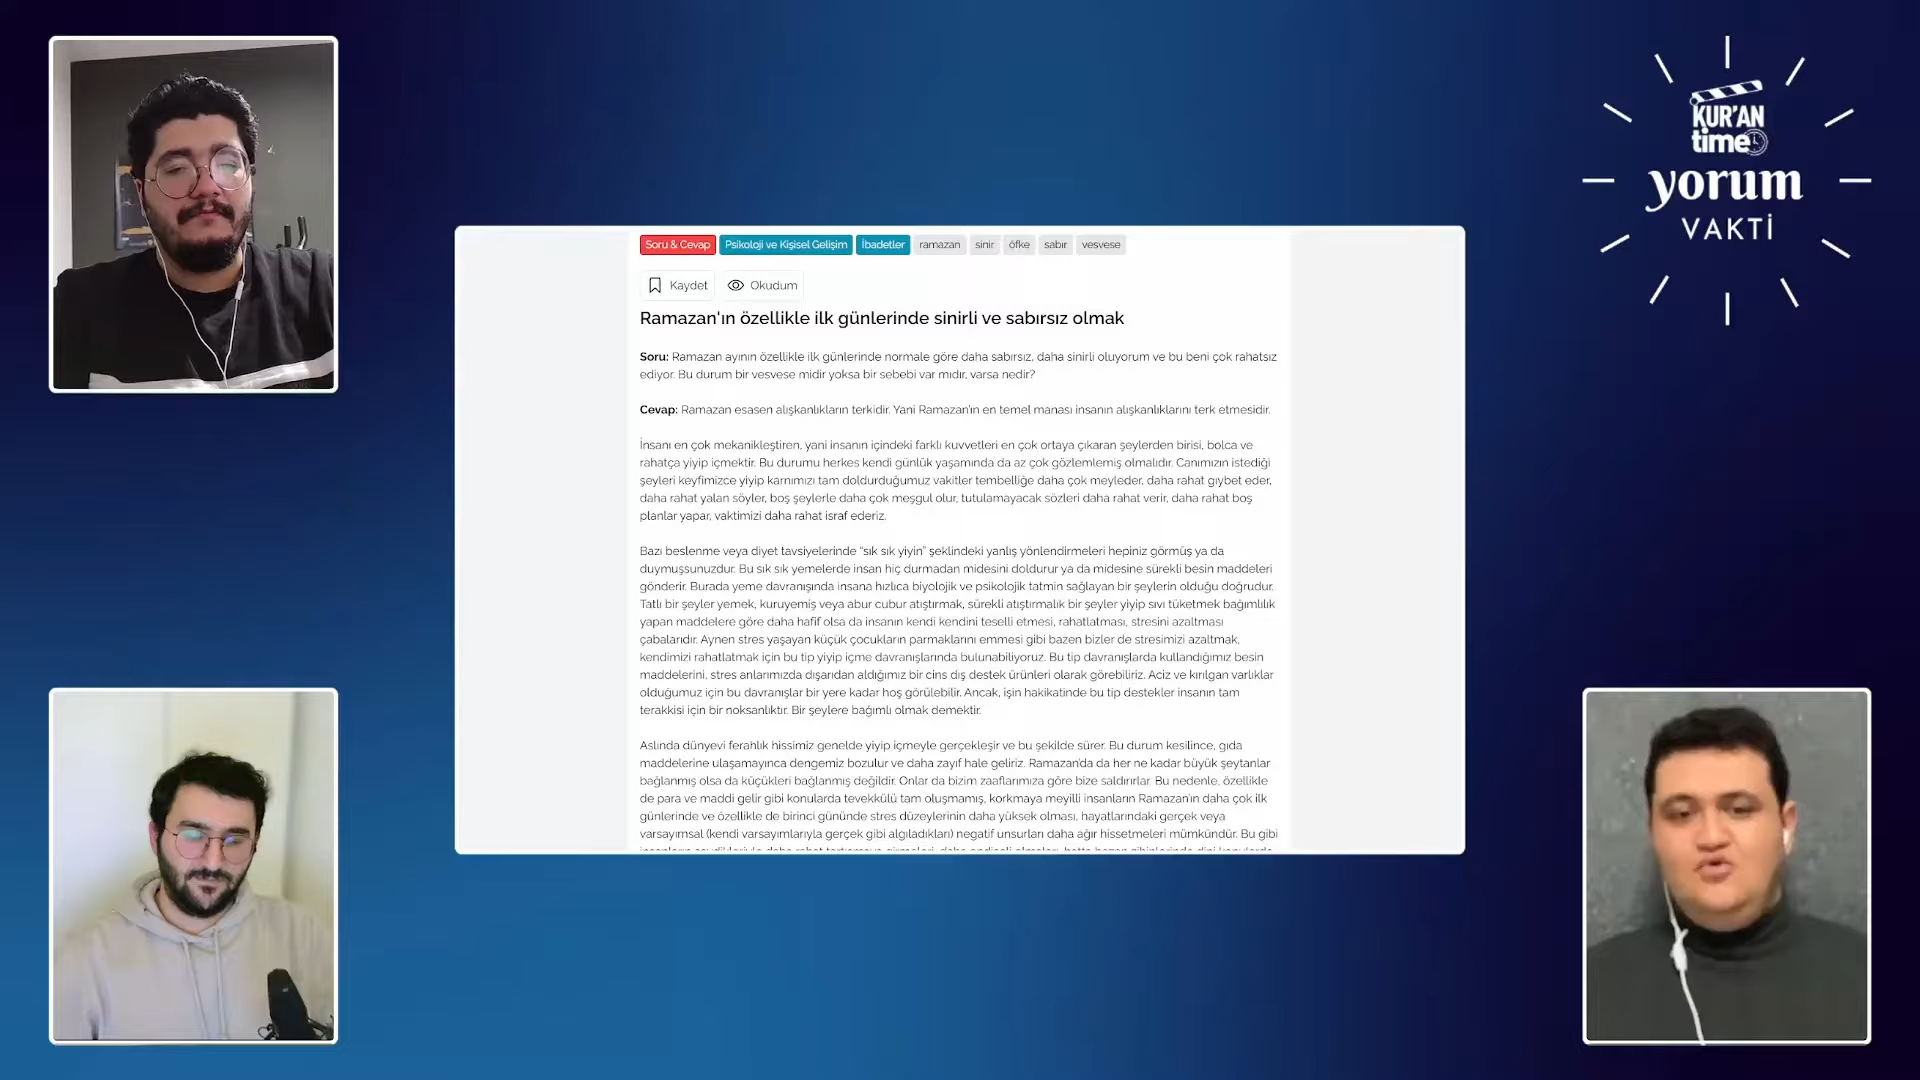 KUR'AN
time
yorum
VAKTİ
Soru & Cevap Psikoloji ve Kişisel Gelişim İbadetler ramazan sinir öfke sabır vesvese
Kaydet Okudum
Ramazan'ın özellikle ilk günlerinde sinirli ve sabırsız olmak
Soru: Ramazan ayının özellikle ilk günlerinde normale göre daha sabırsız, daha sinirli oluyorum ve bu beni çok rahatsız
ediyor. Bu durum bir vesvese midir yoksa bir sebebi var mıdır, varsa nedir?
Cevap: Ramazan esasen alışkanlıkların terkidir. Yani Ramazan'ın en temel manası insanın alışkanlıklarını terk etmesidir.
İnsanı en çok mekanikleştiren, yani insanın içindeki farklı kuvvetleri en çok ortaya çıkaran şeylerden birisi, bolca ve
rahatça yiyip içmektir. Bu durumu herkes kendi günlük yaşamında da az çok gözlemlemiş olmalıdır. Canımızın istediği
şeyleri keyfimizce yiyip karnımızı tam doldurduğumuz vakitler tembelliğe daha çok meyleder, daha rahat gıybet eder,
daha rahat yalan söyler, boş şeylerle daha çok meşgul olur, tutulamayacak sözleri daha rahat verir, daha rahat boş
planlar yapar, vaktimizi daha rahat israf ederiz.
Bazı beslenme veya diyet tavsiyelerinde “sık sık yiyin” şeklindeki yanlış yönlendirmeleri hepiniz görmüş ya da
duymuşsunuzdur. Bu sık sık yemelerde insan hiç durmadan midesini doldurur ya da midesine sürekli besin maddeleri
gönderir. Burada yeme davranışında insana hızlıca biyolojik ve psikolojik tatmin sağlayan bir şeylerin olduğu doğrudur.
Tatlı bir şeyler yemek, kuruyemiş veya abur cubur atıştırmak, sürekli atıştırmalık bir şeyler yiyip sıvı tüketmek bağımlılık
yapan maddelere göre daha hafif olsa da insanın kendi kendini teselli etmesi, rahatlatması, stresini azaltması
çabalarıdır. Aynen stres yaşayan küçük çocukların parmaklarını emmesi gibi bazen bizler de stresimizi azaltmak,
kendimizi rahatlatmak için bu tip yiyip içme davranışlarında bulunabiliyoruz. Bu tip davranışlarda kullandığımız besin
maddelerini, stres anlarımızda dışarıdan aldığımız bir cins dış destek ürünleri olarak görebiliriz. Aciz ve kırılgan varlıklar
olduğumuz için bu davranışlar bir yere kadar hoş görülebilir. Ancak, işin hakikatinde bu tip destekler insanın tam
terakkisi için bir noksanlıktır. Bir şeylere bağımlı olmak demektir.
Aslında dünyevi ferahlık hissimiz genelde yiyip içmeyle gerçekleşir ve bu şekilde sürer. Bu durum kesilince, gıda
maddelerine ulaşamayınca dengemiz bozulur ve daha zayıf hale geliriz. Ramazan'da da her ne kadar büyük şeytanlar
bağlanmış olsa da küçükleri bağlanmış değildir. Onlar da bizim zaaflarımıza göre bize saldırırlar. Bu nedenle, özellikle
de para ve maddi gelir gibi konularda tevekkülü tam oluşmamış, korkmaya meyilli insanların Ramazan'ın daha çok ilk
günlerinde ve özellikle de birinci gününde stres düzeylerinin daha yüksek olması, hayatlarındaki gerçek veya
varsayımsal (kendi varsayımlarıyla gerçek gibi algıladıkları) negatif unsurları daha ağır hissetmeleri mümkündür. Bu gibi